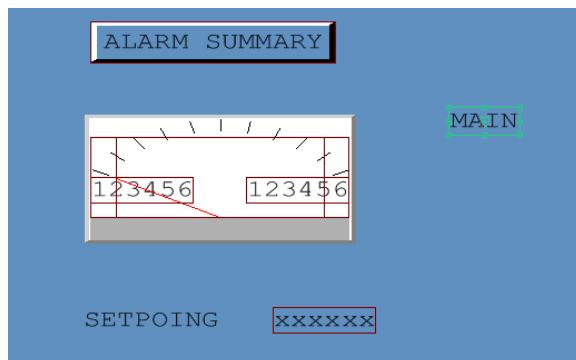 ALARM SUMMARY
MAIN
123456 123456
SETPOING xxxxxx